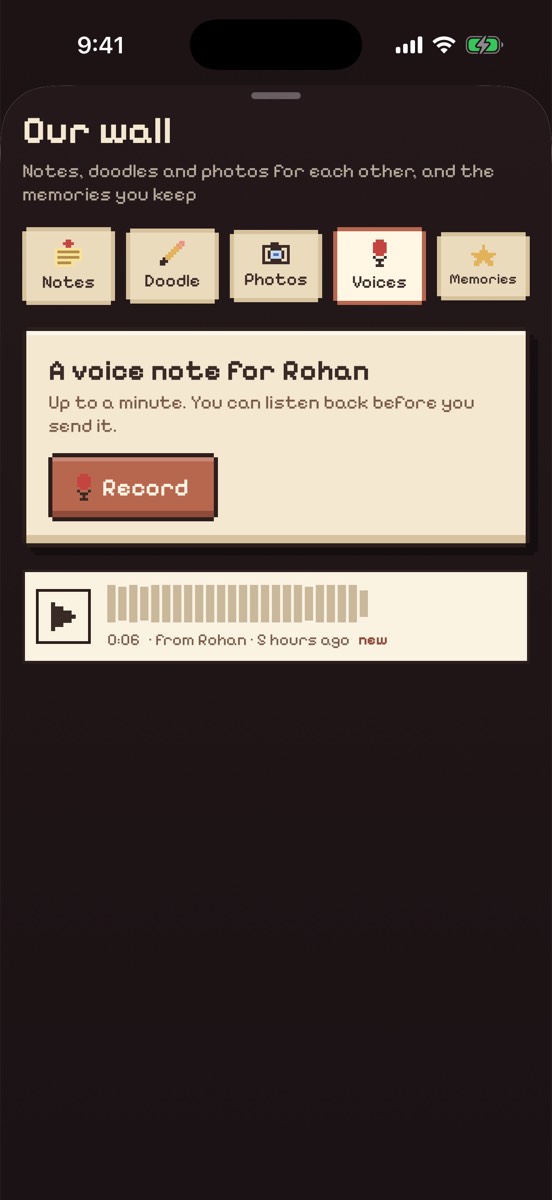 9:41
Our wall
Notes, doodles and photos for each other, and the
memories you keep
Notes
Doodle
Photos
Voices
Memories
A voice note for Rohan
Up to a minute. You can listen back before you
send it.
Record
0:06 · from Rohan · 8 hours ago new